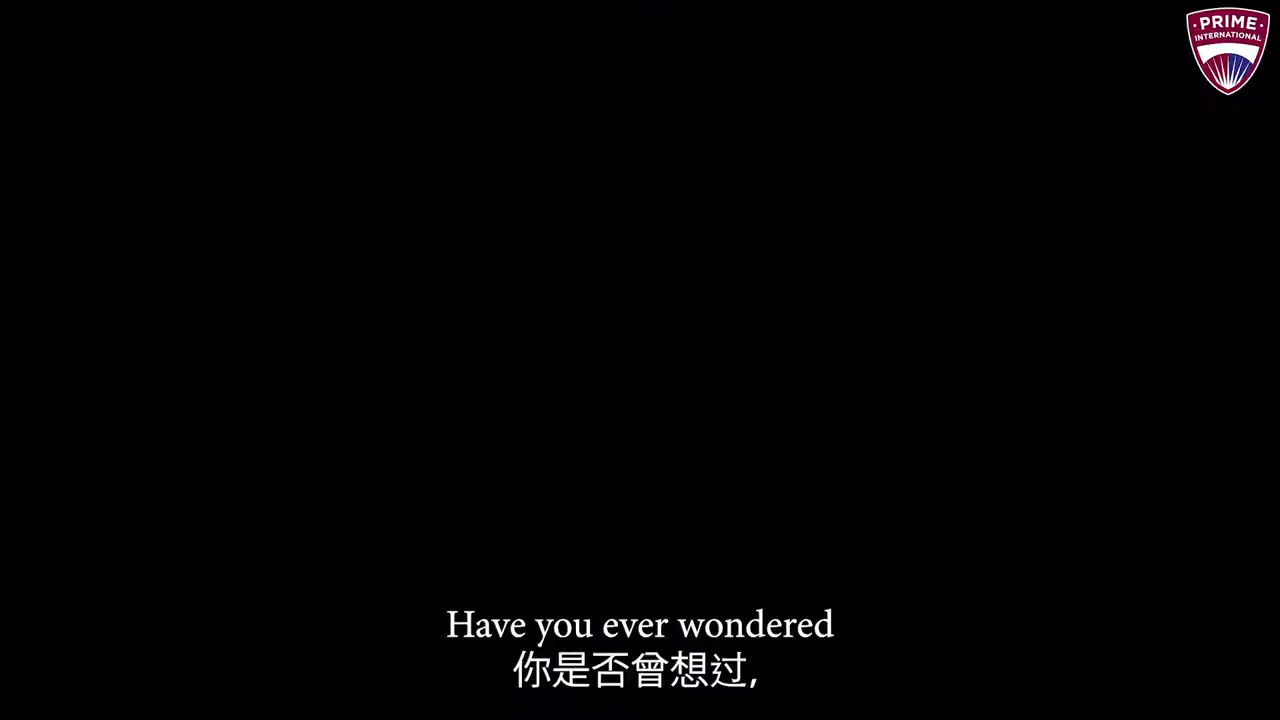 • PRIME •
INTERNATIONAL
Have you ever wondered
你是否曾想过,